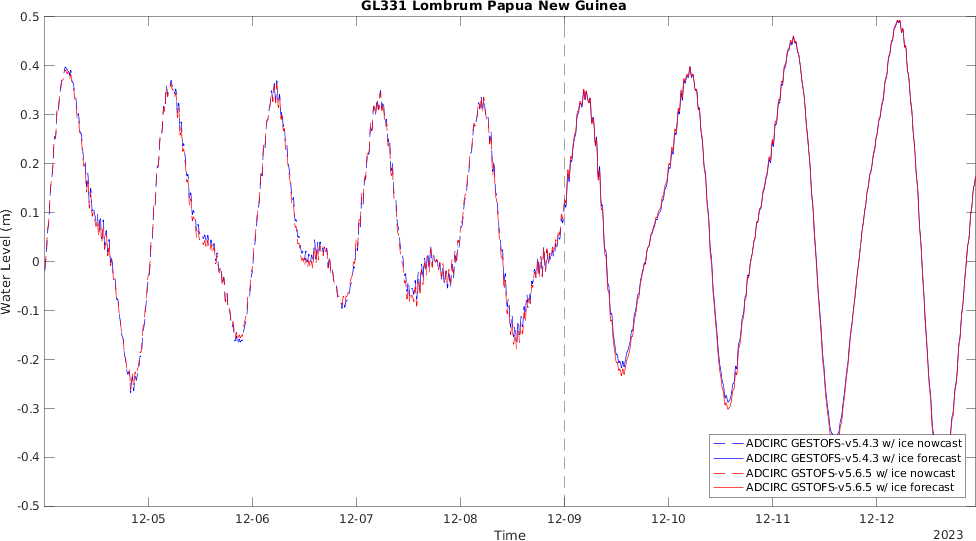 GL331 Lombrum Papua New Guinea
0.5
0.4
0.3
0.2
0.1
0
-0.1
-0.2
-0.3
-0.4
-0.5
Water Level (m)
12-05
12-06
12-07
12-08
12-09
12-10
12-11
12-12
Time
2023
ADCIRC GESTOFS-v5.4.3 w/ ice nowcast
ADCIRC GESTOFS-v5.4.3 w/ ice forecast
ADCIRC GSTOFS-v5.6.5 w/ ice nowcast
ADCIRC GSTOFS-v5.6.5 w/ ice forecast